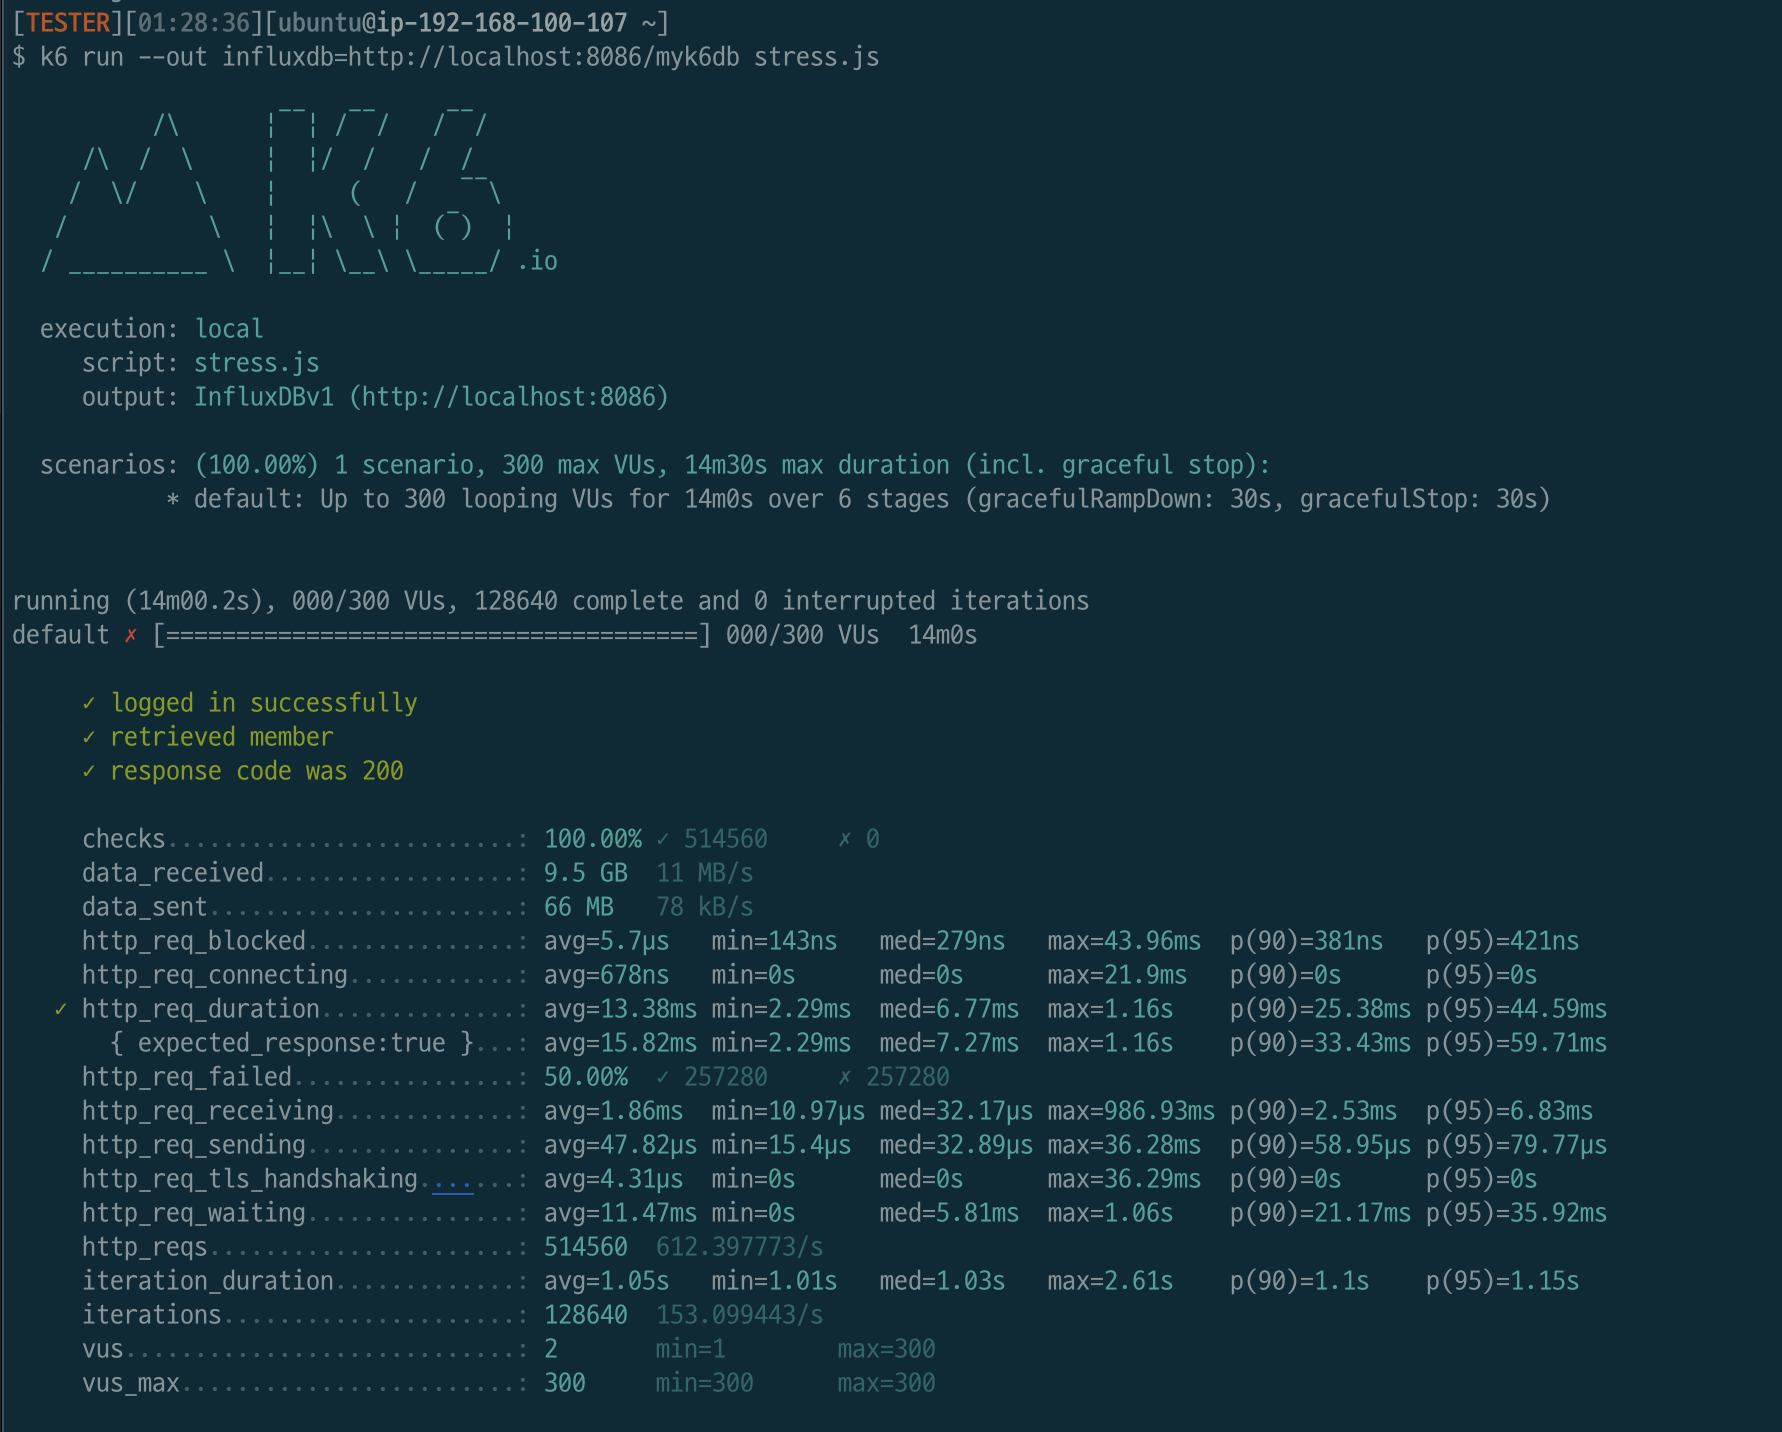 [TESTER][01:28:36][ubuntu@ip-192-168-100-107 ~]
$ k6 run --out influxdb=http://localhost:8086/myk6db stress.js

          /\      |‾‾| /‾‾/   /‾‾/
     /\  /  \     |  |/  /   /  /
    /  \/    \    |     (   /   ‾‾\
   /          \   |  |\  \ |  (‾)  |
  / __________ \  |__| \__\ \_____/ .io

  execution: local
     script: stress.js
     output: InfluxDBv1 (http://localhost:8086)

  scenarios: (100.00%) 1 scenario, 300 max VUs, 14m30s max duration (incl. graceful stop):
           * default: Up to 300 looping VUs for 14m0s over 6 stages (gracefulRampDown: 30s, gracefulStop: 30s)

running (14m00.2s), 000/300 VUs, 128640 complete and 0 interrupted iterations
default ✗ [======================================] 000/300 VUs  14m0s

     ✓ logged in successfully
     ✓ retrieved member
     ✓ response code was 200

     checks.........................: 100.00% ✓ 514560     ✗ 0
     data_received..................: 9.5 GB  11 MB/s
     data_sent......................: 66 MB   78 kB/s
     http_req_blocked...............: avg=5.7µs   min=143ns   med=279ns   max=43.96ms  p(90)=381ns   p(95)=421ns
     http_req_connecting............: avg=678ns   min=0s      med=0s      max=21.9ms   p(90)=0s      p(95)=0s
   ✓ http_req_duration..............: avg=13.38ms min=2.29ms  med=6.77ms  max=1.16s    p(90)=25.38ms p(95)=44.59ms
       { expected_response:true }...: avg=15.82ms min=2.29ms  med=7.27ms  max=1.16s    p(90)=33.43ms p(95)=59.71ms
     http_req_failed................: 50.00%  ✓ 257280     ✗ 257280
     http_req_receiving.............: avg=1.86ms  min=10.97µs med=32.17µs max=986.93ms p(90)=2.53ms  p(95)=6.83ms
     http_req_sending...............: avg=47.82µs min=15.4µs  med=32.89µs max=36.28ms  p(90)=58.95µs p(95)=79.77µs
     http_req_tls_handshaking.......: avg=4.31µs  min=0s      med=0s      max=36.29ms  p(90)=0s      p(95)=0s
     http_req_waiting...............: avg=11.47ms min=0s      med=5.81ms  max=1.06s    p(90)=21.17ms p(95)=35.92ms
     http_reqs......................: 514560  612.397773/s
     iteration_duration.............: avg=1.05s   min=1.01s   med=1.03s   max=2.61s    p(90)=1.1s    p(95)=1.15s
     iterations.....................: 128640  153.099443/s
     vus............................: 2       min=1        max=300
     vus_max........................: 300     min=300      max=300